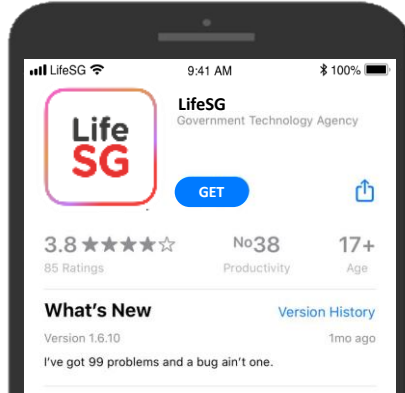 LifeSG 9:41 AM 100%
Life
SG
LifeSG
Government Technology Agency
GET
3.8 No38 17+
85 Ratings Productivity Age
What's New Version History
Version 1.6.10 1mo ago
I've got 99 problems and a bug ain't one.